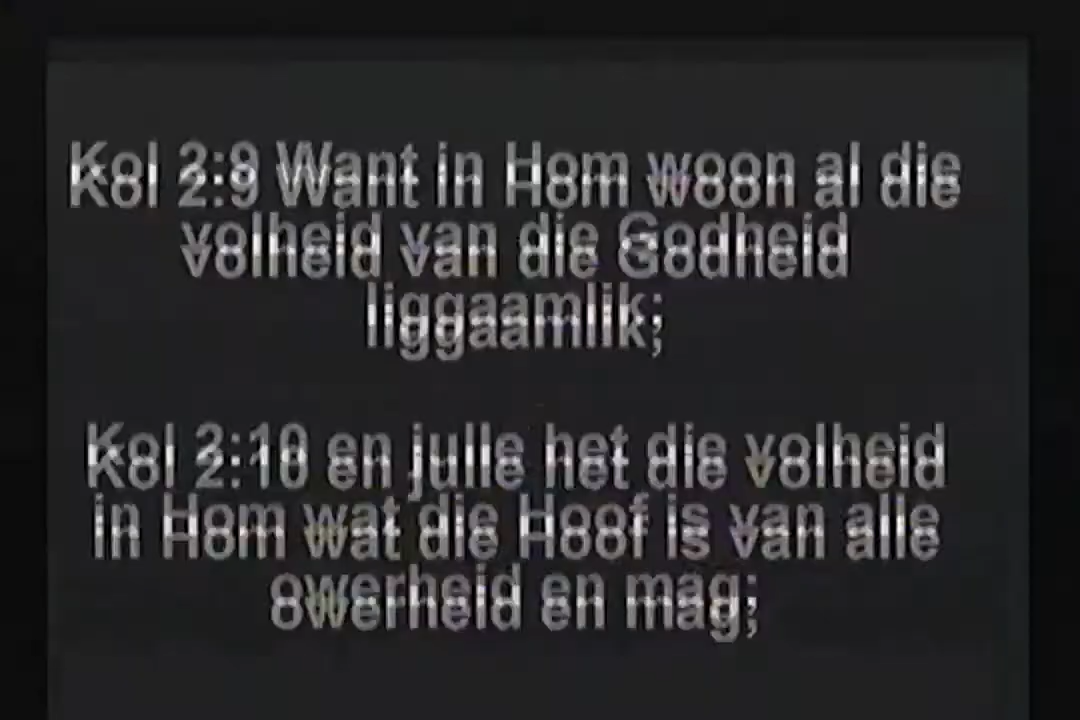 Kol 2:9 Want in Hom woon al die
volheid van die Godheid
liggaamlik;
Kol 2:10 en julle het die volheid
in Hom wat die Hoof is van alle
owerheid en mag;